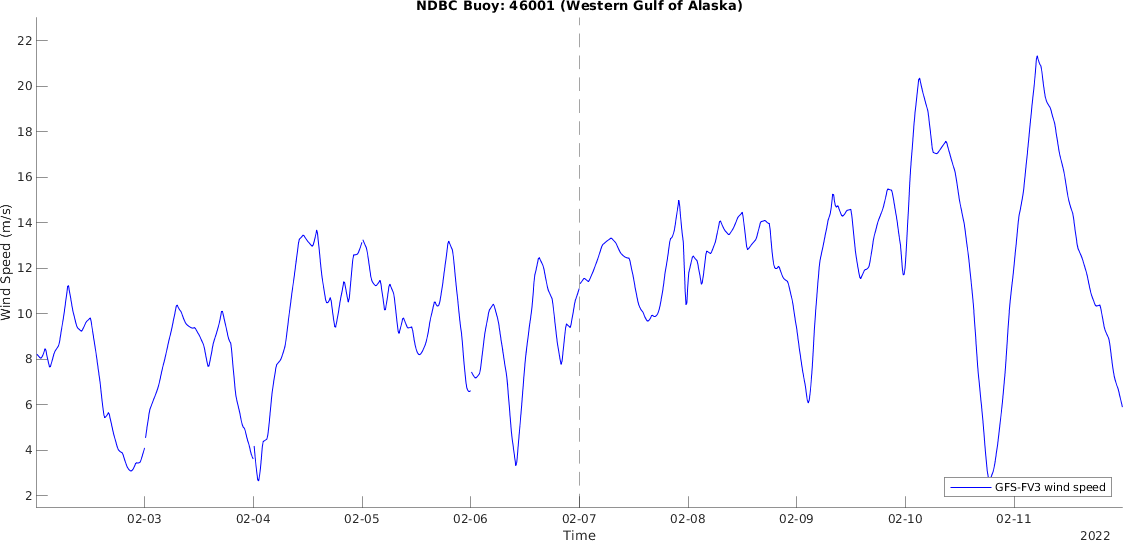 NDBC Buoy: 46001 (Western Gulf of Alaska)
22
20
18
16
14
12
10
8
6
4
2
Wind Speed (m/s)
GFS-FV3 wind speed
02-03 02-04 02-05 02-06 02-07 02-08 02-09 02-10 02-11
Time
2022